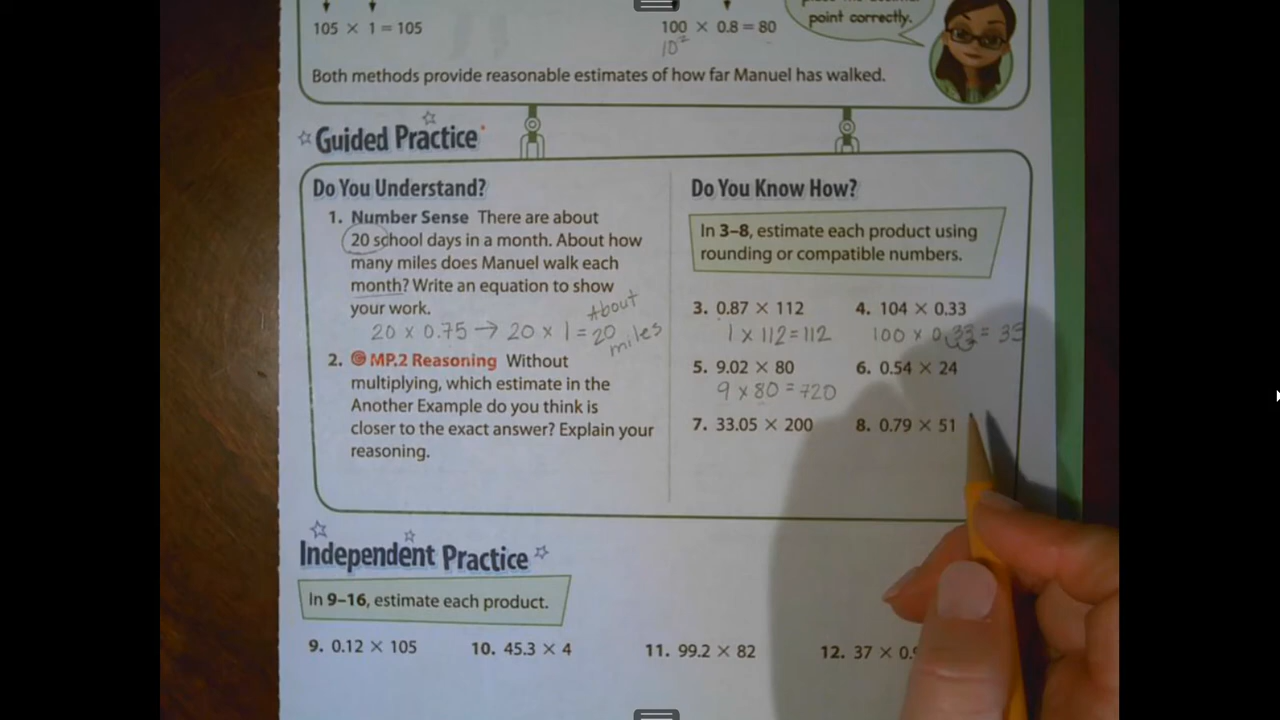 point correctly.
105 × 1 = 105
100 × 0.8 = 80
10²
Both methods provide reasonable estimates of how far Manuel has walked.
Guided Practice
Do You Understand?
1. Number Sense There are about
20 school days in a month. About how
many miles does Manuel walk each
month? Write an equation to show
your work.
About
20 × 0.75 → 20 × 1 = 20
miles
2. MP.2 Reasoning Without
multiplying, which estimate in the
Another Example do you think is
closer to the exact answer? Explain your
reasoning.
Do You Know How?
In 3–8, estimate each product using
rounding or compatible numbers.
3. 0.87 × 112 4. 104 × 0.33
1 × 112 = 112 100 × 0.33 = 33
5. 9.02 × 80 6. 0.54 × 24
9 × 80 = 720
7. 33.05 × 200 8. 0.79 × 51
Independent Practice
In 9–16, estimate each product.
9. 0.12 × 105 10. 45.3 × 4 11. 99.2 × 82 12. 37 × 0.9